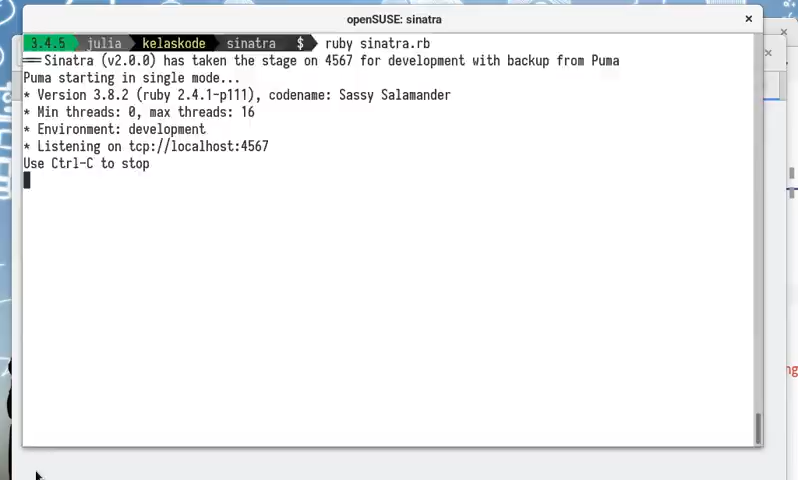 openSUSE: sinatra
3.4.5 julia kelaskode sinatra $ ruby sinatra.rb
== Sinatra (v2.0.0) has taken the stage on 4567 for development with backup from Puma
Puma starting in single mode...
* Version 3.8.2 (ruby 2.4.1-p111), codename: Sassy Salamander
* Min threads: 0, max threads: 16
* Environment: development
* Listening on tcp://localhost:4567
Use Ctrl-C to stop